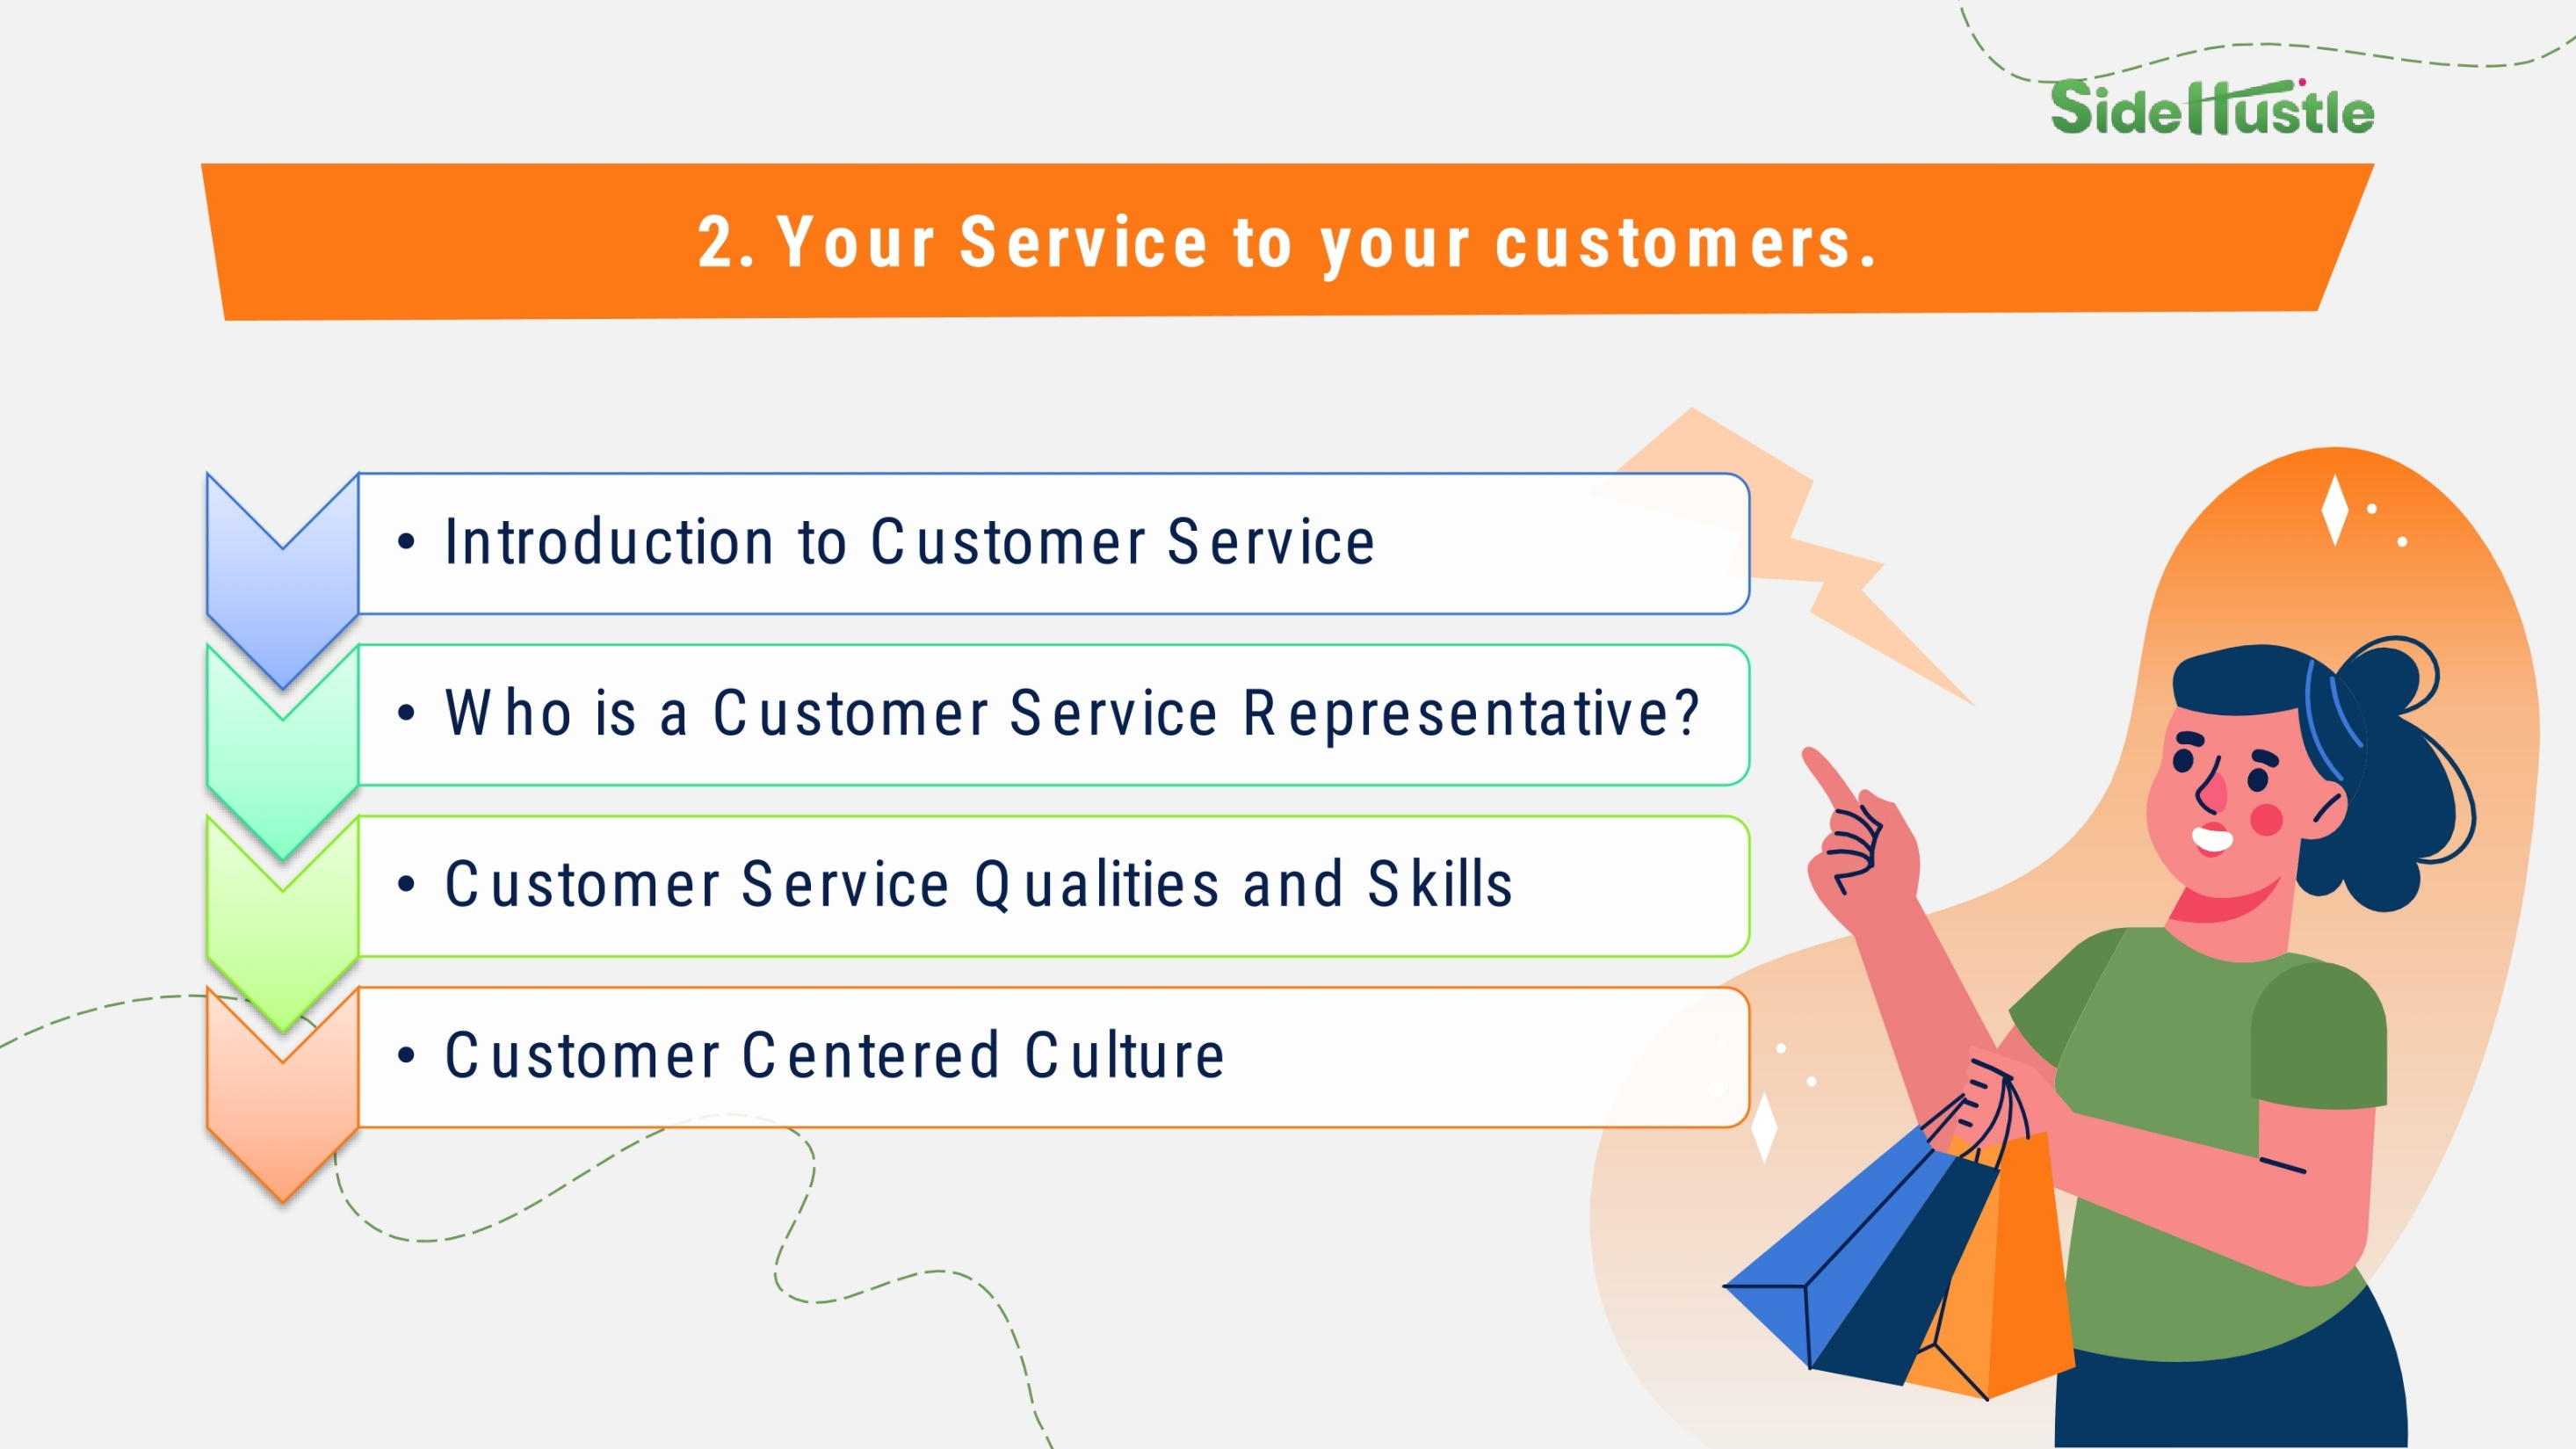 SideHustle
2. Your Service to your customers.
• Introduction to Customer Service
• Who is a Customer Service Representative?
• Customer Service Qualities and Skills
• Customer Centered Culture